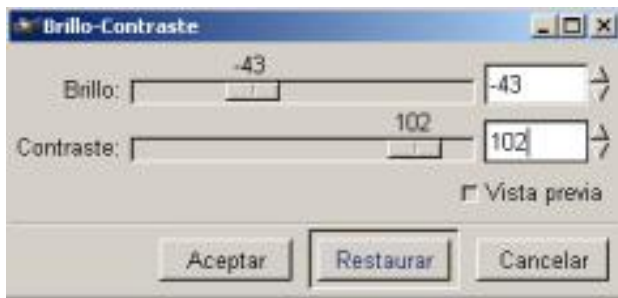 Brillo-Contraste
-43
Brillo: -43
102
Contraste: 102
Vista previa
Aceptar Restaurar Cancelar